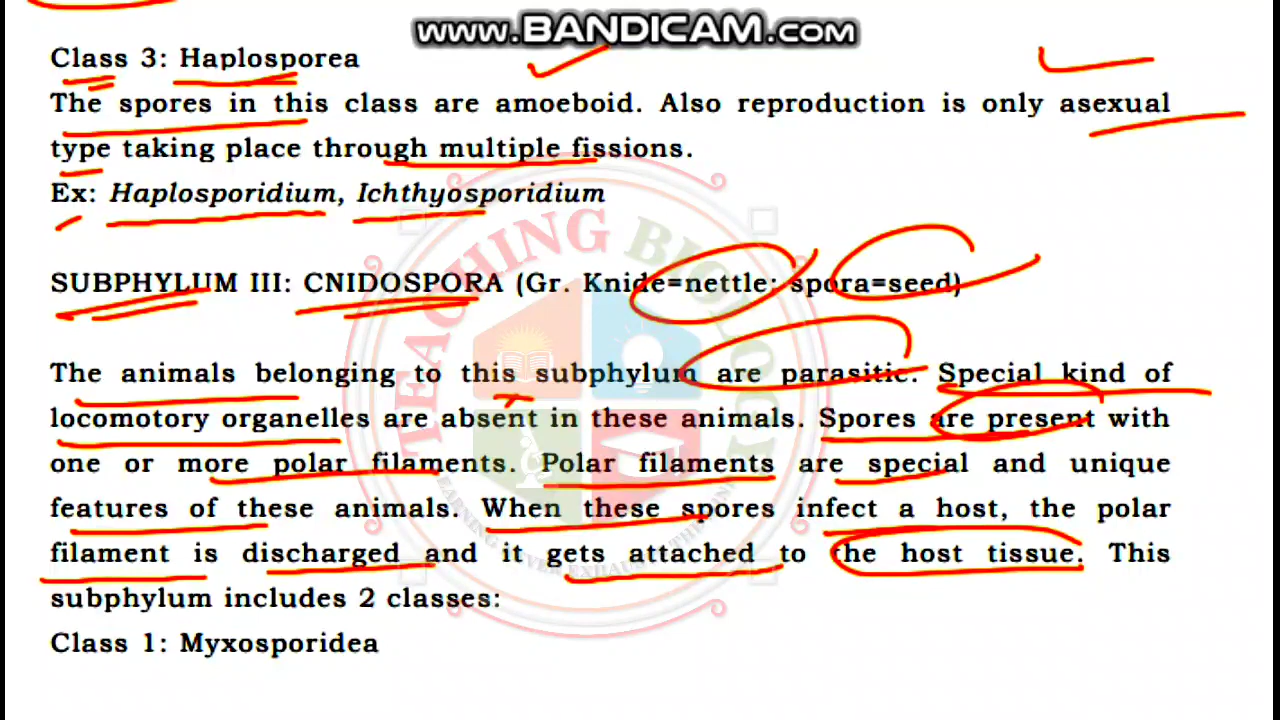 www.BANDICAM.com
Class 3: Haplosporea
The spores in this class are amoeboid. Also reproduction is only asexual
type taking place through multiple fissions.
Ex: Haplosporidium, Ichthyosporidium
TEACHING BIOLOGY
SUBPHYLUM III: CNIDOSPORA (Gr. Knide=nettle; spora=seed)
The animals belonging to this subphylum are parasitic. Special kind of
locomotory organelles are absent in these animals. Spores are present with
one or more polar filaments. Polar filaments are special and unique
features of these animals. When these spores infect a host, the polar
filament is discharged and it gets attached to the host tissue. This
subphylum includes 2 classes:
Class 1: Myxosporidea
LEARNING NEVER EXHAUSTS THE